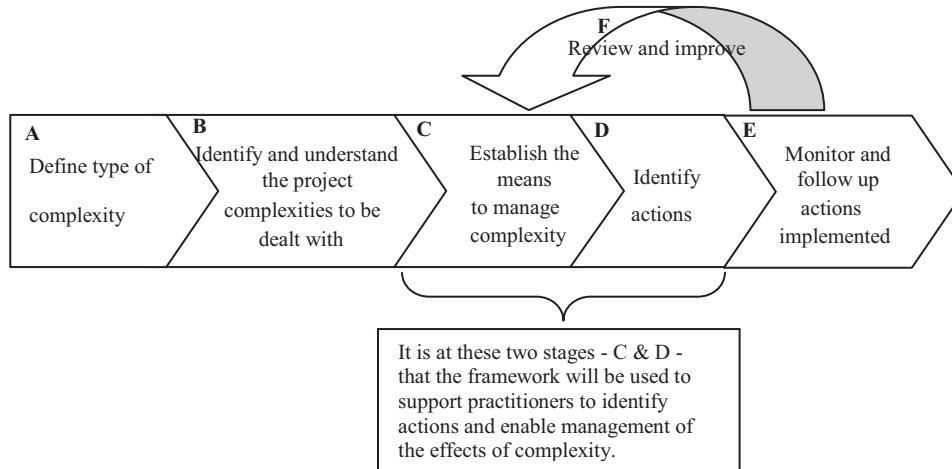 F
Review and improve
A
Define type of
complexity
B
Identify and understand
the project
complexities to be
dealt with
C
Establish the
means
to manage
complexity
D
Identify
actions
E
Monitor and
follow up
actions
implemented
It is at these two stages - C & D -
that the framework will be used to
support practitioners to identify
actions and enable management of
the effects of complexity.